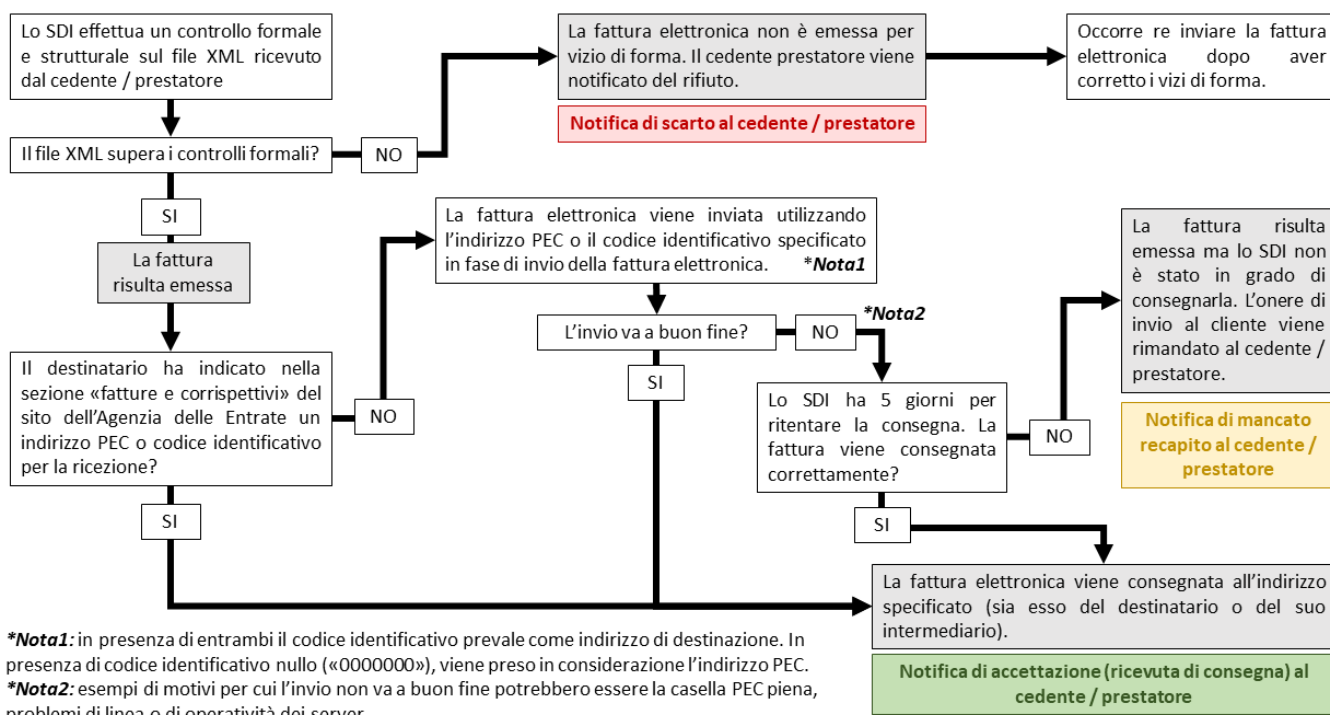 Lo SDI effettua un controllo formale
e strutturale sul file XML ricevuto
dal cedente / prestatore
La fattura elettronica non è emessa per
vizio di forma. Il cedente prestatore viene
notificato del rifiuto.
Notifica di scarto al cedente / prestatore
Occorre re inviare la fattura
elettronica dopo aver
corretto i vizi di forma.
Il file XML supera i controlli formali?
NO
SI
La fattura
risulta emessa
La fattura elettronica viene inviata utilizzando
l'indirizzo PEC o il codice identificativo specificato
in fase di invio della fattura elettronica. *Nota1
La fattura risulta
emessa ma lo SDI non
è stato in grado di
consegnarla. L'onere di
invio al cliente viene
rimandato al cedente /
prestatore.
Notifica di mancato
recapito al cedente /
prestatore
L'invio va a buon fine?
NO
*Nota2
SI
Il destinatario ha indicato nella
sezione «fatture e corrispettivi» del
sito dell'Agenzia delle Entrate un
indirizzo PEC o codice identificativo
per la ricezione?
NO
Lo SDI ha 5 giorni per
ritentare la consegna. La
fattura viene consegnata
correttamente?
NO
SI
SI
La fattura elettronica viene consegnata all'indirizzo
specificato (sia esso del destinatario o del suo
intermediario).
Notifica di accettazione (ricevuta di consegna) al
cedente / prestatore
*Nota1: in presenza di entrambi il codice identificativo prevale come indirizzo di destinazione. In
presenza di codice identificativo nullo («0000000»), viene preso in considerazione l'indirizzo PEC.
*Nota2: esempi di motivi per cui l'invio non va a buon fine potrebbero essere la casella PEC piena,
problemi di linea o di operatività dei server